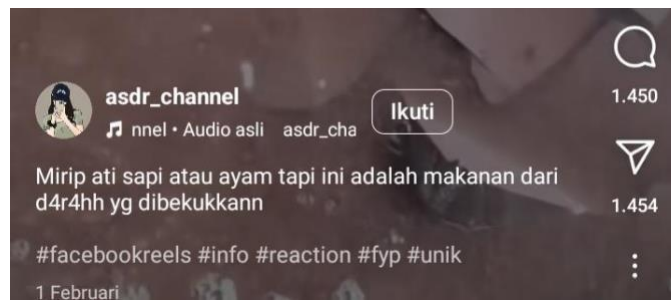 asdr_channel
Ikuti
nnel • Audio asli asdr_cha
Mirip ati sapi atau ayam tapi ini adalah makanan dari
d4r4hh yg dibekukkann
#facebookreels #info #reaction #fyp #unik
1 Februari
1.450
1.454